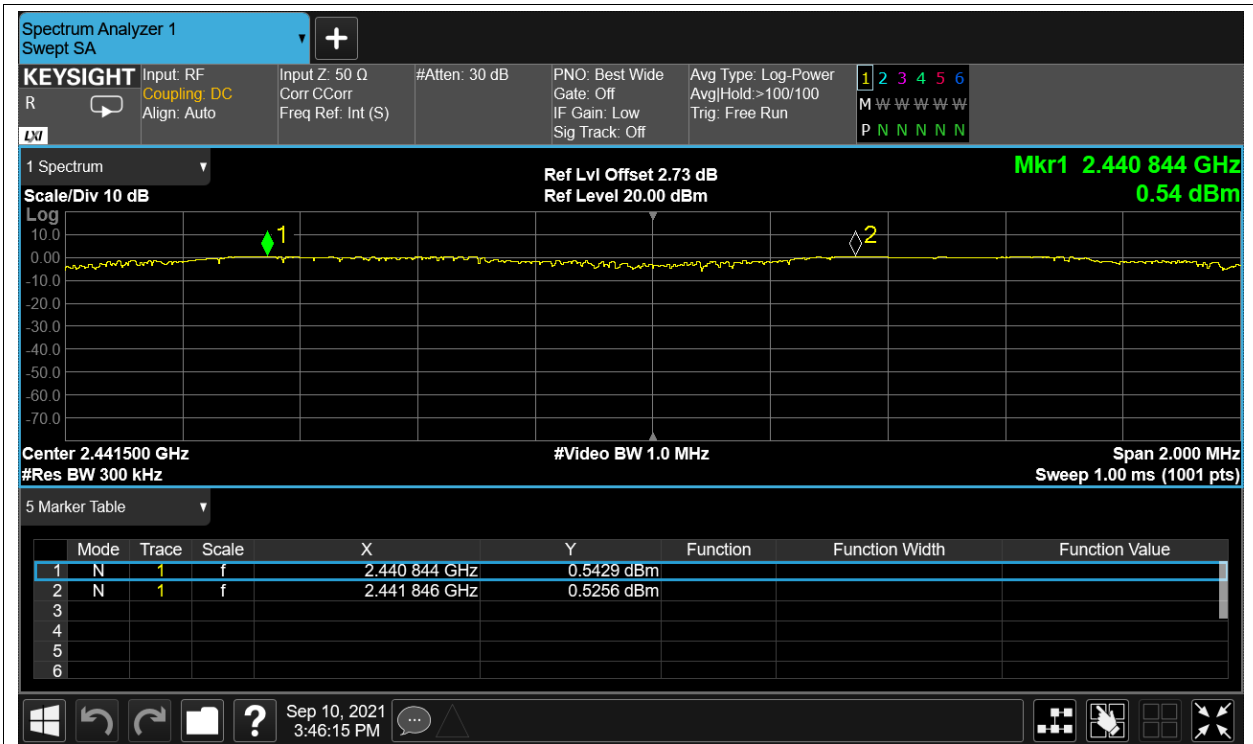 Spectrum Analyzer 1
Swept SA
+
KEYSIGHT Input: RF Input Z: 50 Ω #Atten: 30 dB PNO: Best Wide Avg Type: Log-Power 1 2 3 4 5 6
R Coupling: DC Corr CCorr Gate: Off Avg|Hold:>100/100 M W W W W W
Align: Auto Freq Ref: Int (S) IF Gain: Low Trig: Free Run
LXI Sig Track: Off P N N N N N
1 Spectrum Ref Lvl Offset 2.73 dB Mkr1 2.440 844 GHz
Scale/Div 10 dB Ref Level 20.00 dBm 0.54 dBm
Log
10.0 1 2
0.00
-10.0
-20.0
-30.0
-40.0
-50.0
-60.0
-70.0
Center 2.441500 GHz #Video BW 1.0 MHz Span 2.000 MHz
#Res BW 300 kHz Sweep 1.00 ms (1001 pts)
5 Marker Table
Mode Trace Scale X Y Function Function Width Function Value
1 N 1 f 2.440 844 GHz 0.5429 dBm
2 N 1 f 2.441 846 GHz 0.5256 dBm
3
4
5
6
? Sep 10, 2021
3:46:15 PM